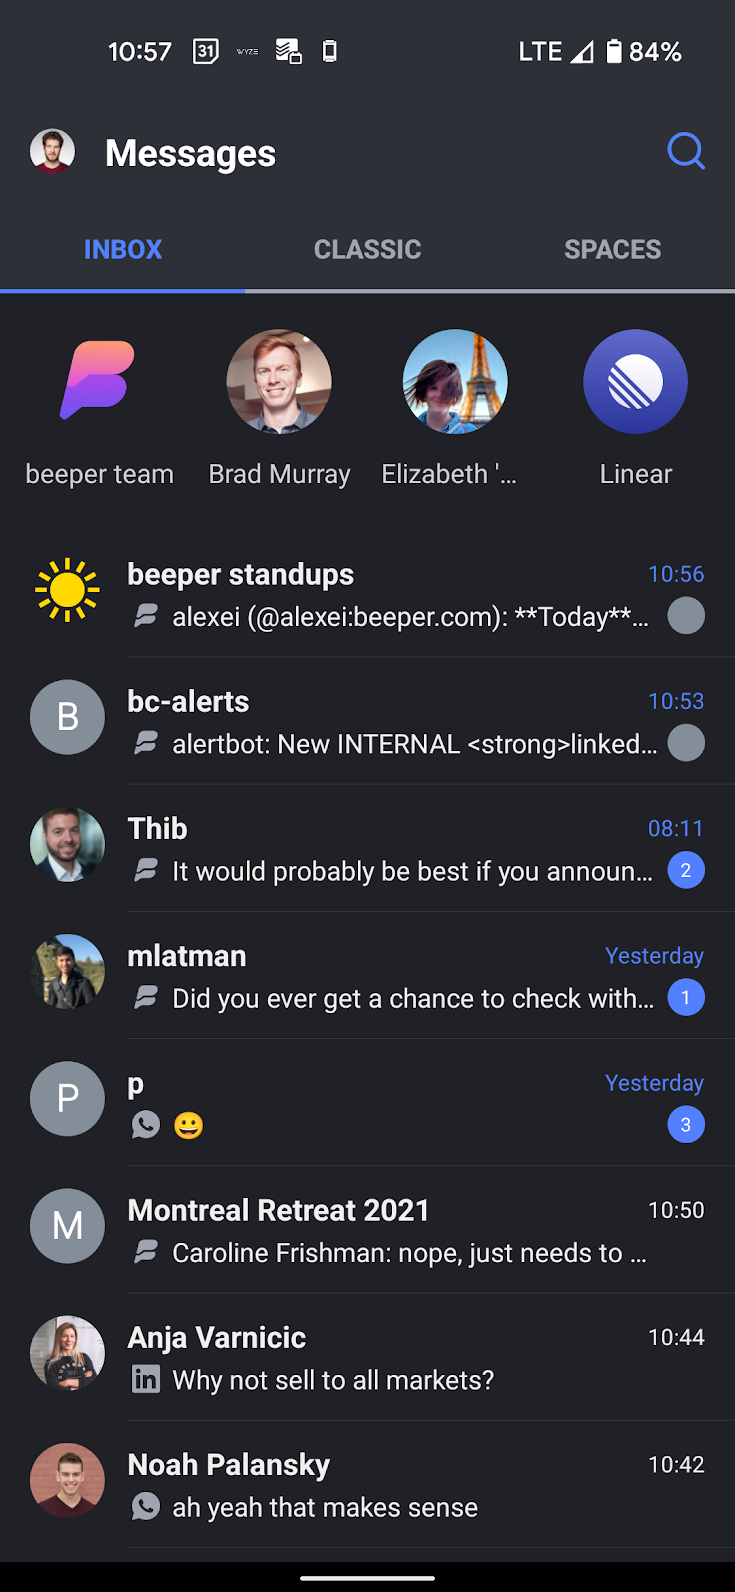 10:57 31 WYZE LTE 84%
Messages
INBOX CLASSIC SPACES
beeper team Brad Murray Elizabeth '... Linear
beeper standups 10:56
alexei (@alexei:beeper.com): **Today**...
B bc-alerts 10:53
alertbot: New INTERNAL <strong>linked...
Thib 08:11
It would probably be best if you announ... 2
mlatman Yesterday
Did you ever get a chance to check with... 1
P p Yesterday
😀 3
M Montreal Retreat 2021 10:50
Caroline Frishman: nope, just needs to ...
Anja Varnicic 10:44
in Why not sell to all markets?
Noah Palansky 10:42
ah yeah that makes sense